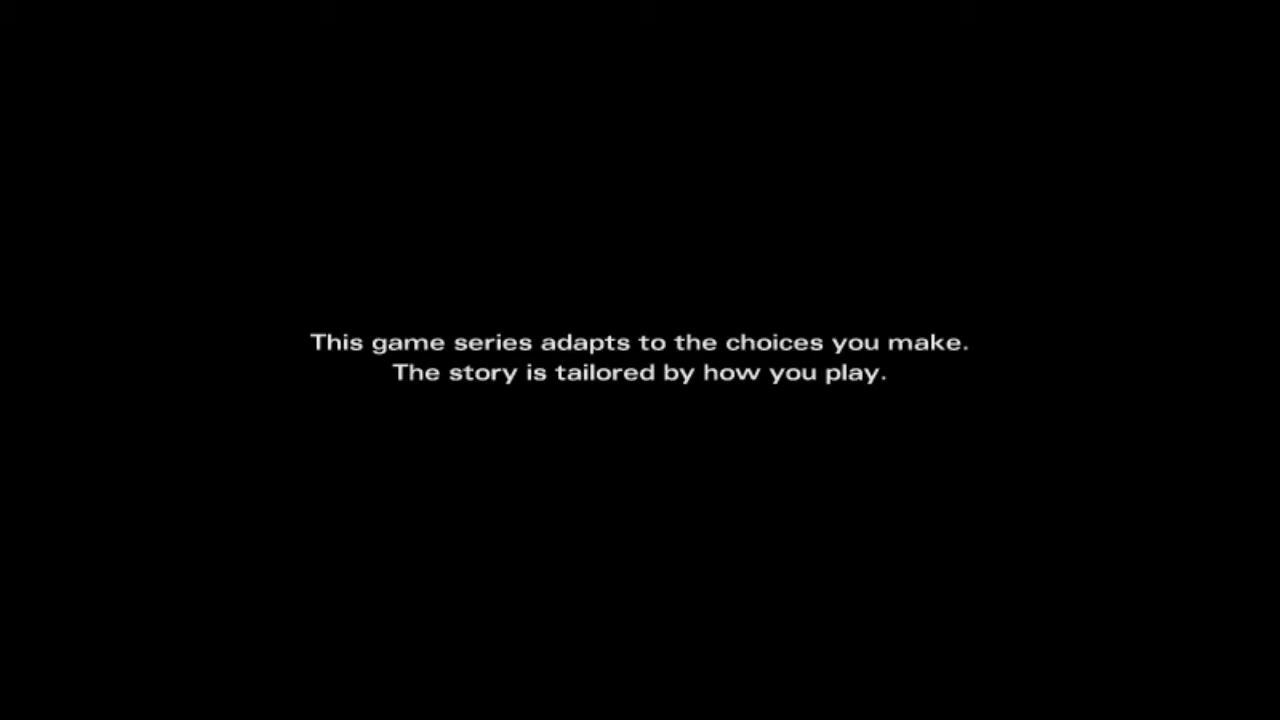 This game series adapts to the choices you make.
The story is tailored by how you play.